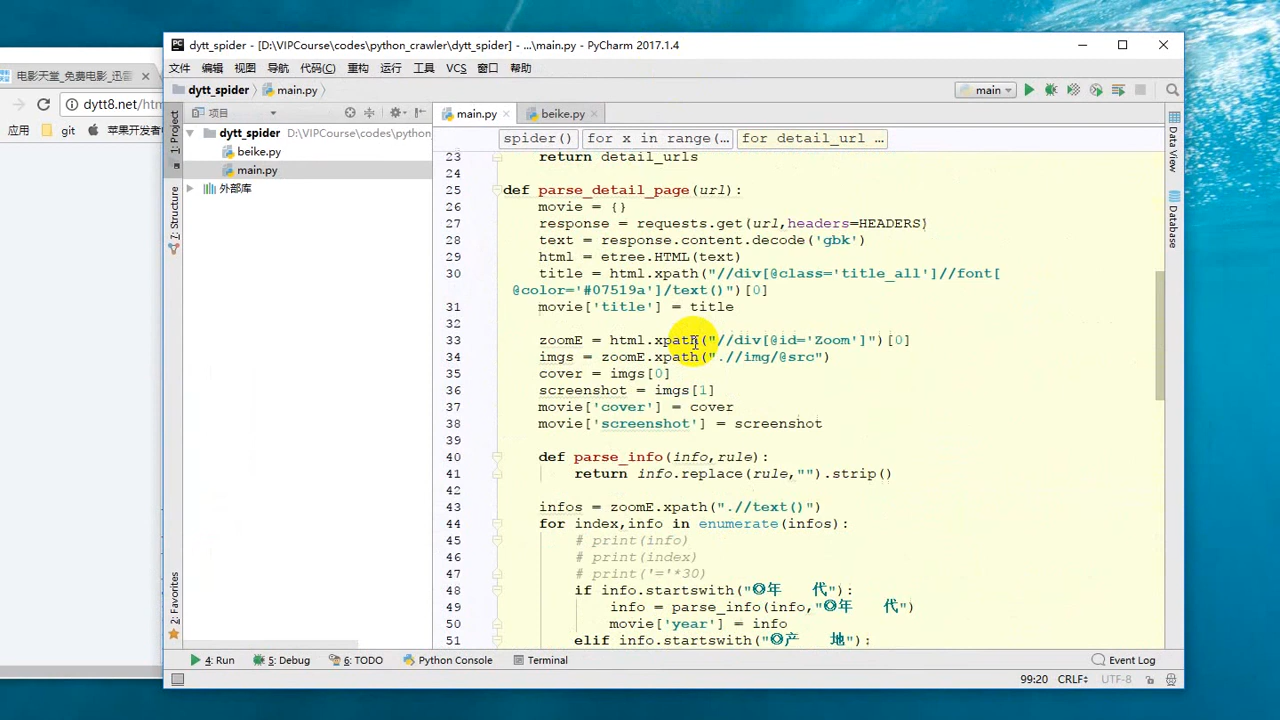 dytt_spider - [D:\VIPCourse\codes\python_crawler\dytt_spider] - ...\main.py - PyCharm 2017.1.4
文件 编辑 视图 导航 代码(C) 重构 运行 工具 VCS 窗口 帮助
dytt_spider main.py main
电影天堂_免费电影_迅雷
dytt8.net/htm
应用 git 苹果开发者中
1: Project
7: Structure
2: Favorites
项目
dytt_spider D:\VIPCourse\codes\python
beike.py
main.py
外部库
main.py beike.py
spider() for x in range(... for detail_url ...
23 return detail_urls
24
25 def parse_detail_page(url):
26 movie = {}
27 response = requests.get(url,headers=HEADERS)
28 text = response.content.decode('gbk')
29 html = etree.HTML(text)
30 title = html.xpath("//div[@class='title_all']//font[
@color='#07519a']/text()")[0]
31 movie['title'] = title
32
33 zoomE = html.xpath("//div[@id='Zoom']")[0]
34 imgs = zoomE.xpath(".//img/@src")
35 cover = imgs[0]
36 screenshot = imgs[1]
37 movie['cover'] = cover
38 movie['screenshot'] = screenshot
39
40 def parse_info(info,rule):
41 return info.replace(rule,"").strip()
42
43 infos = zoomE.xpath(".//text()")
44 for index,info in enumerate(infos):
45 # print(info)
46 # print(index)
47 # print('='*30)
48 if info.startswith("◎年　　代"):
49 info = parse_info(info,"◎年　　代")
50 movie['year'] = info
51 elif info.startswith("◎产　　地"):
Data View
Database
4: Run 5: Debug 6: TODO Python Console Terminal Event Log
99:20 CRLF UTF-8